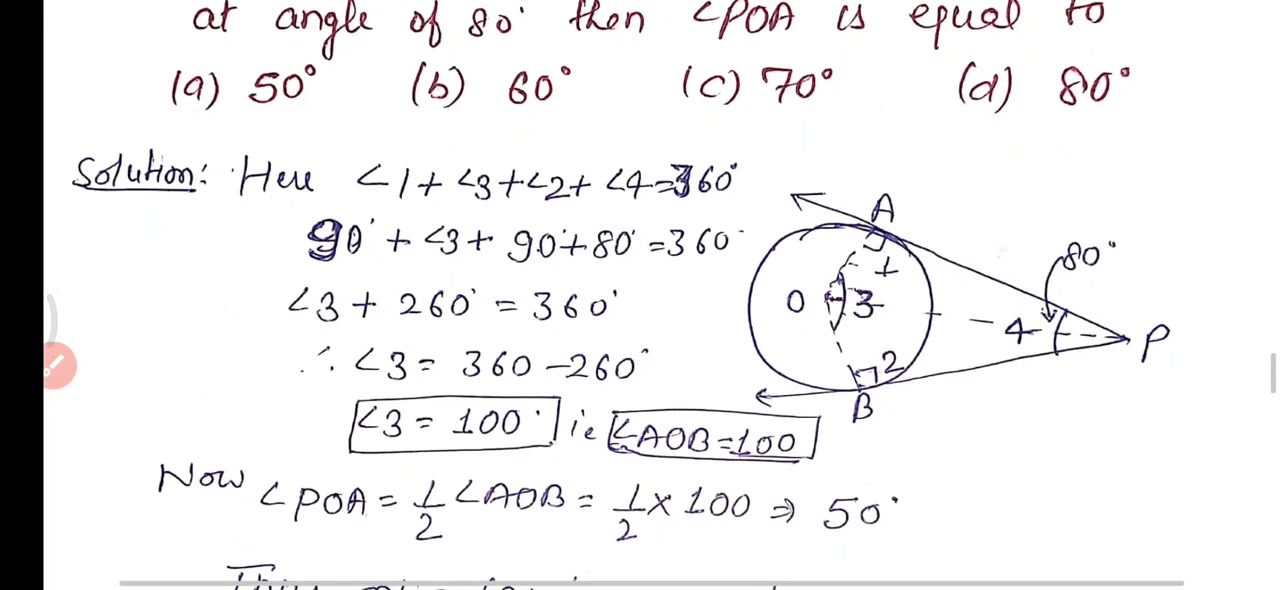 at angle of 80° then ∠POA is equal to
(a) 50° (b) 60° (c) 70° (d) 80°
Solution: Here ∠1+∠3+∠2+∠4=360°
90°+∠3+90°+80°=360°
∠3+260°=360°
∴ ∠3=360-260°
∠3=100° ie ∠AOB=100
Now ∠POA=1/2∠AOB=1/2×100⇒50°
A
80°
1
O 3
4
P
2
B